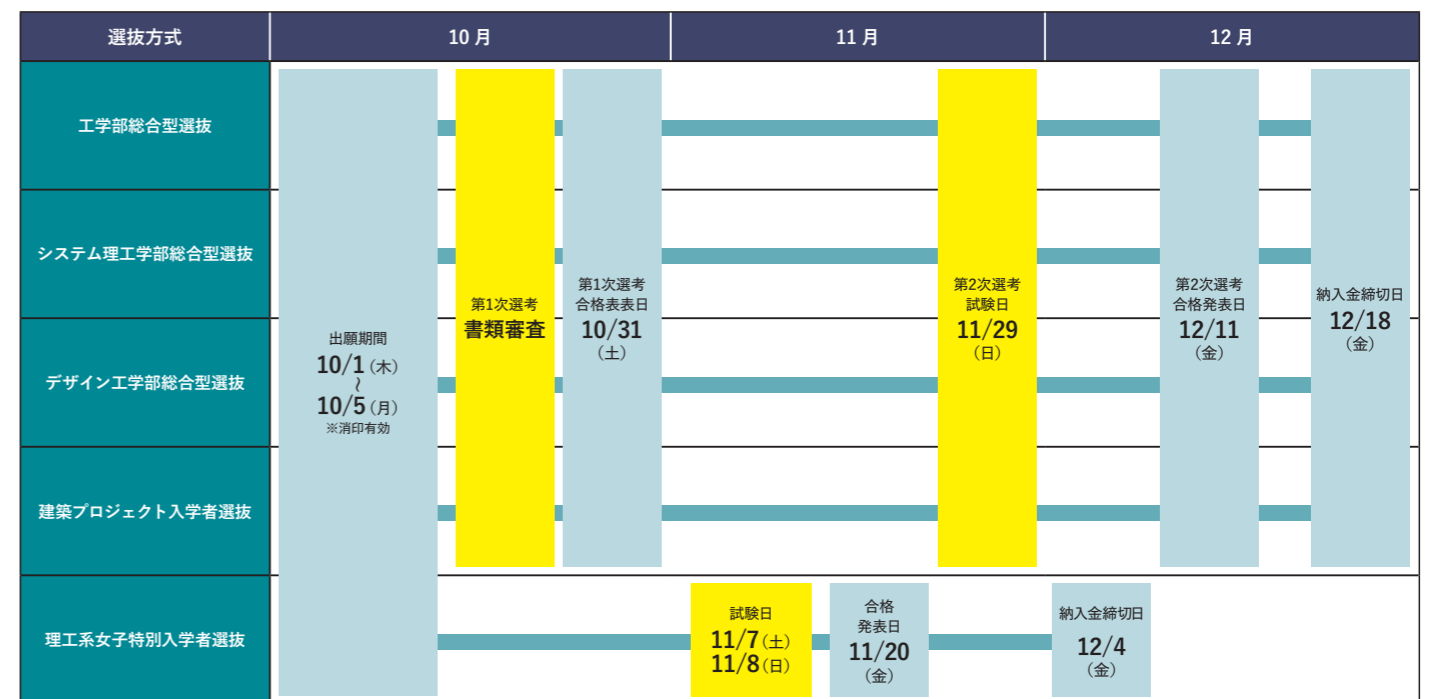 選抜方式
10月
11月
12月
工学部総合型選抜
システム理工学部総合型選抜
デザイン工学部総合型選抜
建築プロジェクト入学者選抜
理工系女子特別入学者選抜
出願期間
10/1(木)
〜
10/5(月)
※消印有効
第1次選考
書類審査
第1次選考
合格表表日
10/31
(土)
第2次選考
試験日
11/29
(日)
第2次選考
合格発表日
12/11
(金)
納入金締切日
12/18
(金)
試験日
11/7(土)
11/8(日)
合格
発表日
11/20
(金)
納入金締切日
12/4
(金)